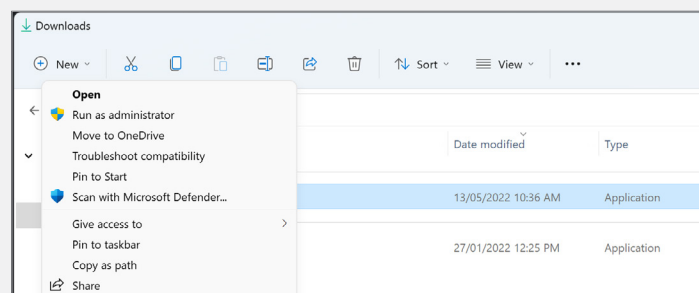 Downloads
New Sort View
Open
Run as administrator
Move to OneDrive
Troubleshoot compatibility
Pin to Start
Scan with Microsoft Defender...
Give access to
Pin to taskbar
Copy as path
Share
Date modified Type
13/05/2022 10:36 AM Application
27/01/2022 12:25 PM Application